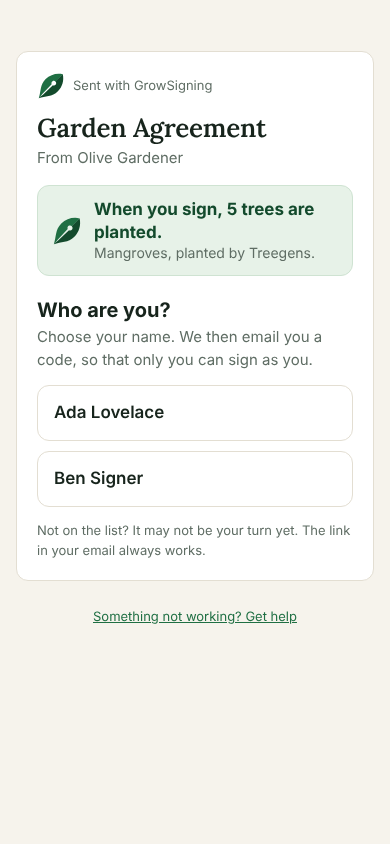 Sent with GrowSigning
Garden Agreement
From Olive Gardener
When you sign, 5 trees are
planted.
Mangroves, planted by Treegens.
Who are you?
Choose your name. We then email you a
code, so that only you can sign as you.
Ada Lovelace
Ben Signer
Not on the list? It may not be your turn yet. The link
in your email always works.
Something not working? Get help